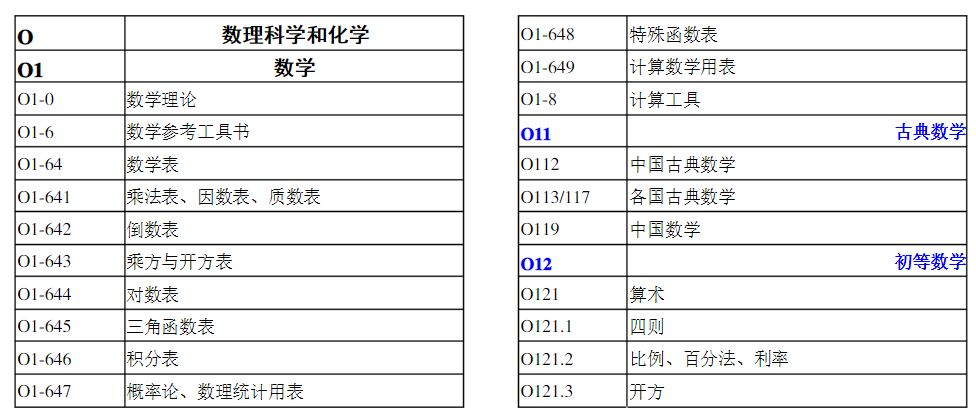 O 数理科学和化学
O1 数学
O1-0 数学理论
O1-6 数学参考工具书
O1-64 数学表
O1-641 乘法表、因数表、质数表
O1-642 倒数表
O1-643 乘方与开方表
O1-644 对数表
O1-645 三角函数表
O1-646 积分表
O1-647 概率论、数理统计用表
O1-648 特殊函数表
O1-649 计算数学用表
O1-8 计算工具
O11 古典数学
O112 中国古典数学
O113/117 各国古典数学
O119 中国数学
O12 初等数学
O121 算术
O121.1 四则
O121.2 比例、百分法、利率
O121.3 开方